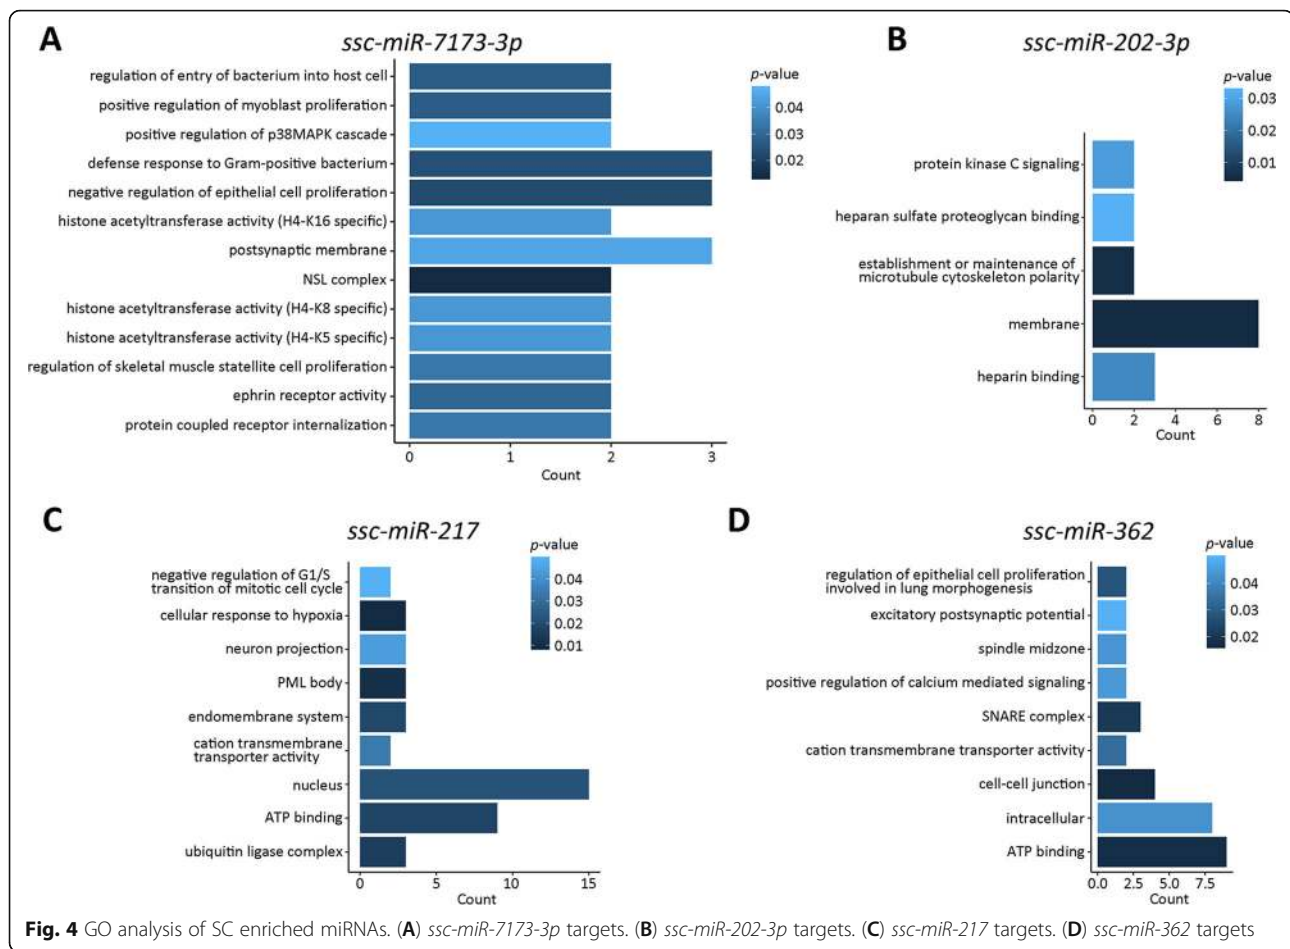 A
ssc-miR-7173-3p
regulation of entry of bacterium into host cell
positive regulation of myoblast proliferation
positive regulation of p38MAPK cascade
defense response to Gram-positive bacterium
negative regulation of epithelial cell proliferation
histone acetyltransferase activity (H4-K16 specific)
postsynaptic membrane
NSL complex
histone acetyltransferase activity (H4-K8 specific)
histone acetyltransferase activity (H4-K5 specific)
regulation of skeletal muscle statellite cell proliferation
ephrin receptor activity
protein coupled receptor internalization
0 1 2 3
Count
p-value
0.04
0.03
0.02
B
ssc-miR-202-3p
protein kinase C signaling
heparan sulfate proteoglycan binding
establishment or maintenance of
microtubule cytoskeleton polarity
membrane
heparin binding
0 2 4 6 8
Count
p-value
0.03
0.02
0.01
C
ssc-miR-217
negative regulation of G1/S
transition of mitotic cell cycle
cellular response to hypoxia
neuron projection
PML body
endomembrane system
cation transmembrane
transporter activity
nucleus
ATP binding
ubiquitin ligase complex
0 5 10 15
Count
p-value
0.04
0.03
0.02
0.01
D
ssc-miR-362
regulation of epithelial cell proliferation
involved in lung morphogenesis
excitatory postsynaptic potential
spindle midzone
positive regulation of calcium mediated signaling
SNARE complex
cation transmembrane transporter activity
cell-cell junction
intracellular
ATP binding
0.0 2.5 5.0 7.5
Count
p-value
0.04
0.03
0.02
Fig. 4 GO analysis of SC enriched miRNAs. (A) ssc-miR-7173-3p targets. (B) ssc-miR-202-3p targets. (C) ssc-miR-217 targets. (D) ssc-miR-362 targets